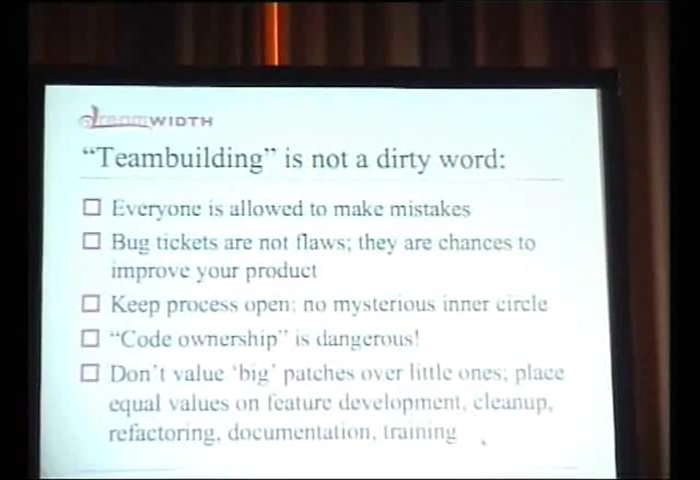 dreamWIDTH
“Teambuilding” is not a dirty word:
Everyone is allowed to make mistakes
Bug tickets are not flaws; they are chances to
improve your product
Keep process open: no mysterious inner circle
“Code ownership” is dangerous!
Don’t value ‘big’ patches over little ones; place
equal values on feature development, cleanup,
refactoring, documentation, training